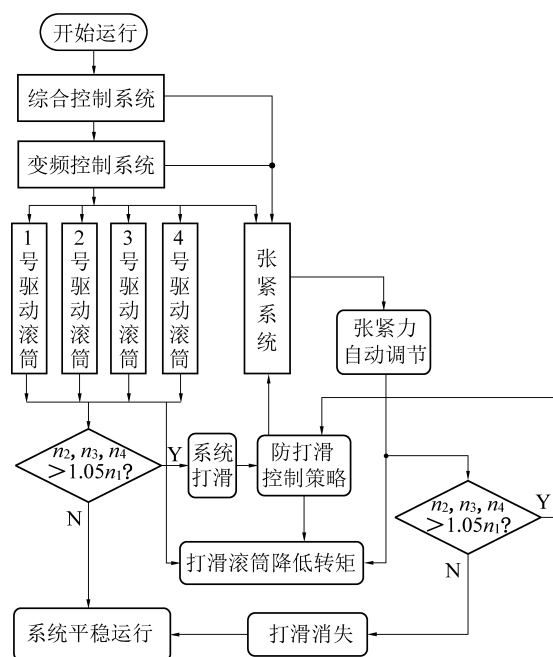 开始运行
综合控制系统
变频控制系统
1号驱动滚筒
2号驱动滚筒
3号驱动滚筒
4号驱动滚筒
张紧系统
张紧力
自动调节
n₂, n₃, n₄
＞1.05n₁?
Y
N
系统
打滑
防打滑
控制策略
n₂, n₃, n₄
＞1.05n₁?
Y
N
打滑滚筒降低转矩
系统平稳运行
打滑消失